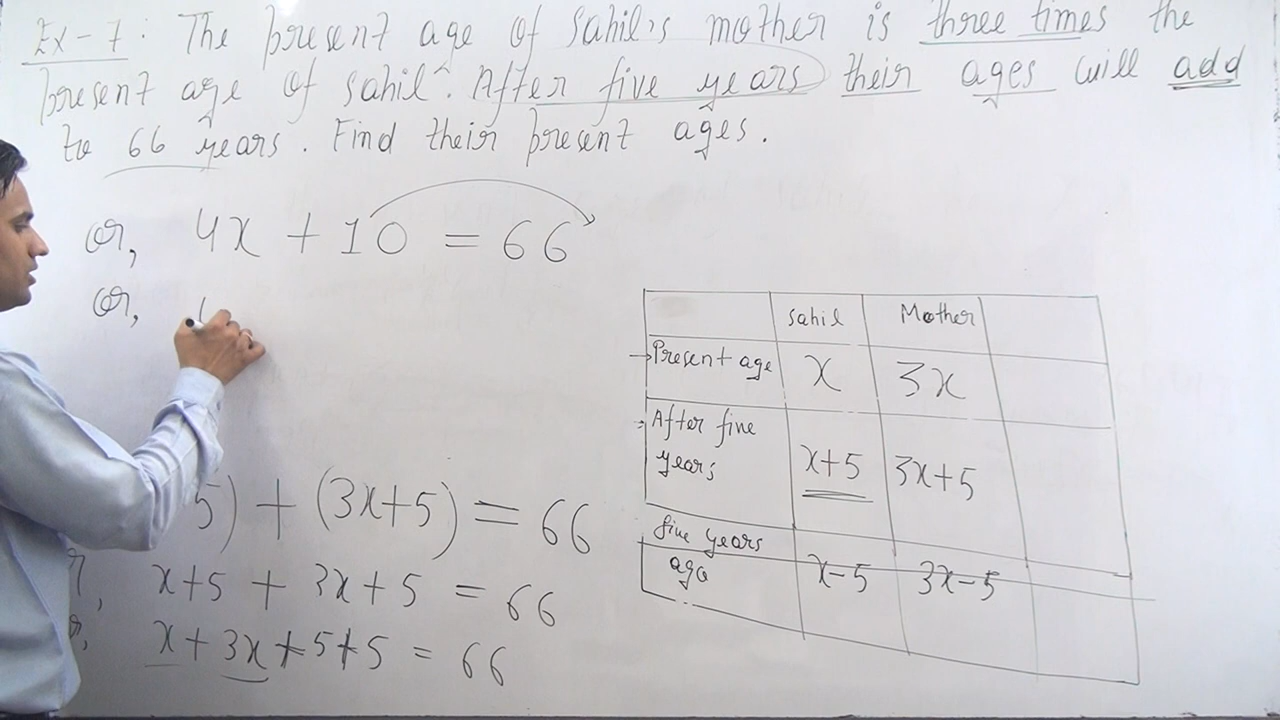 Ex-7: The present age of Sahil's mother is three times the
present age of Sahil. After five years their ages will add
to 66 years. Find their present ages.
or, 4x + 10 = 66
or,
5) + (3x+5) = 66
x+5 + 3x+5 = 66
x + 3x + 5 + 5 = 66
Sahil Mother
Present age x 3x
After five
years x+5 3x+5
five years
ago x-5 3x-5